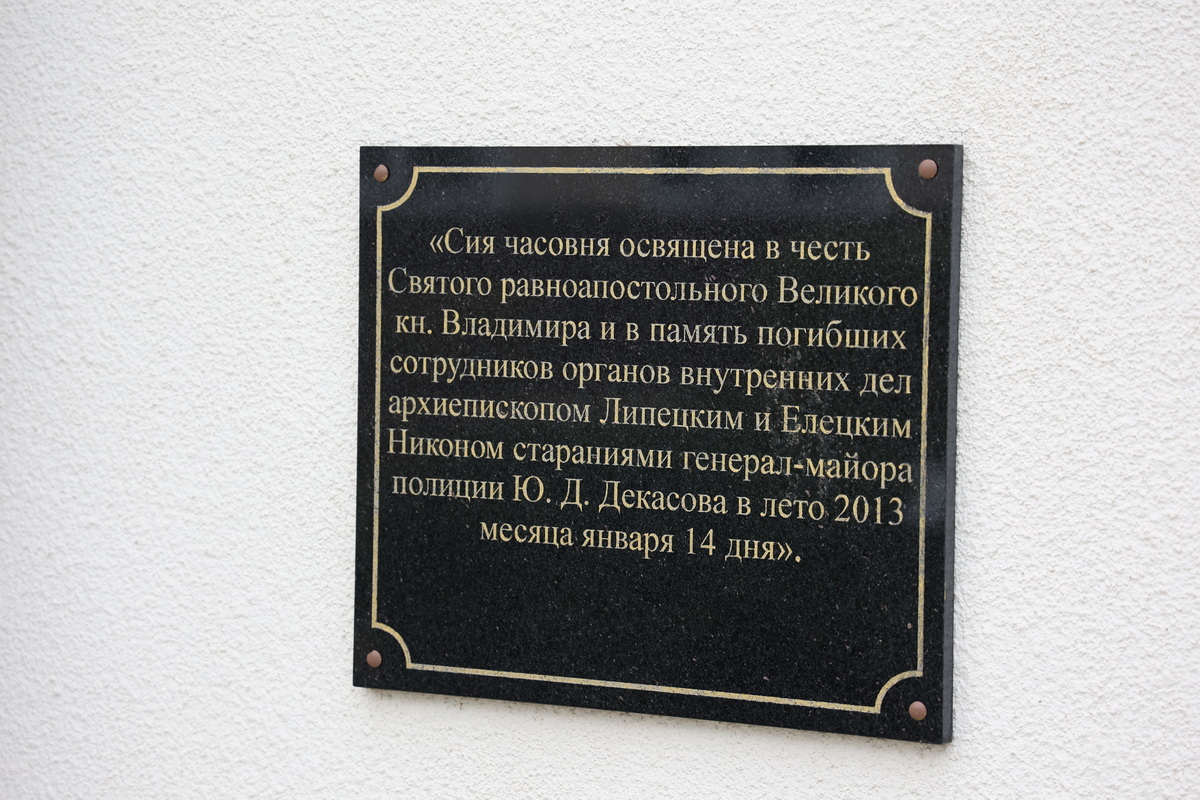 «Сия часовня освящена в честь
Святого равноапостольного Великого
кн. Владимира и в память погибших
сотрудников органов внутренних дел
архиепископом Липецким и Елецким
Никоном стараниями генерал-майора
полиции Ю. Д. Декасова в лето 2013
месяца января 14 дня».